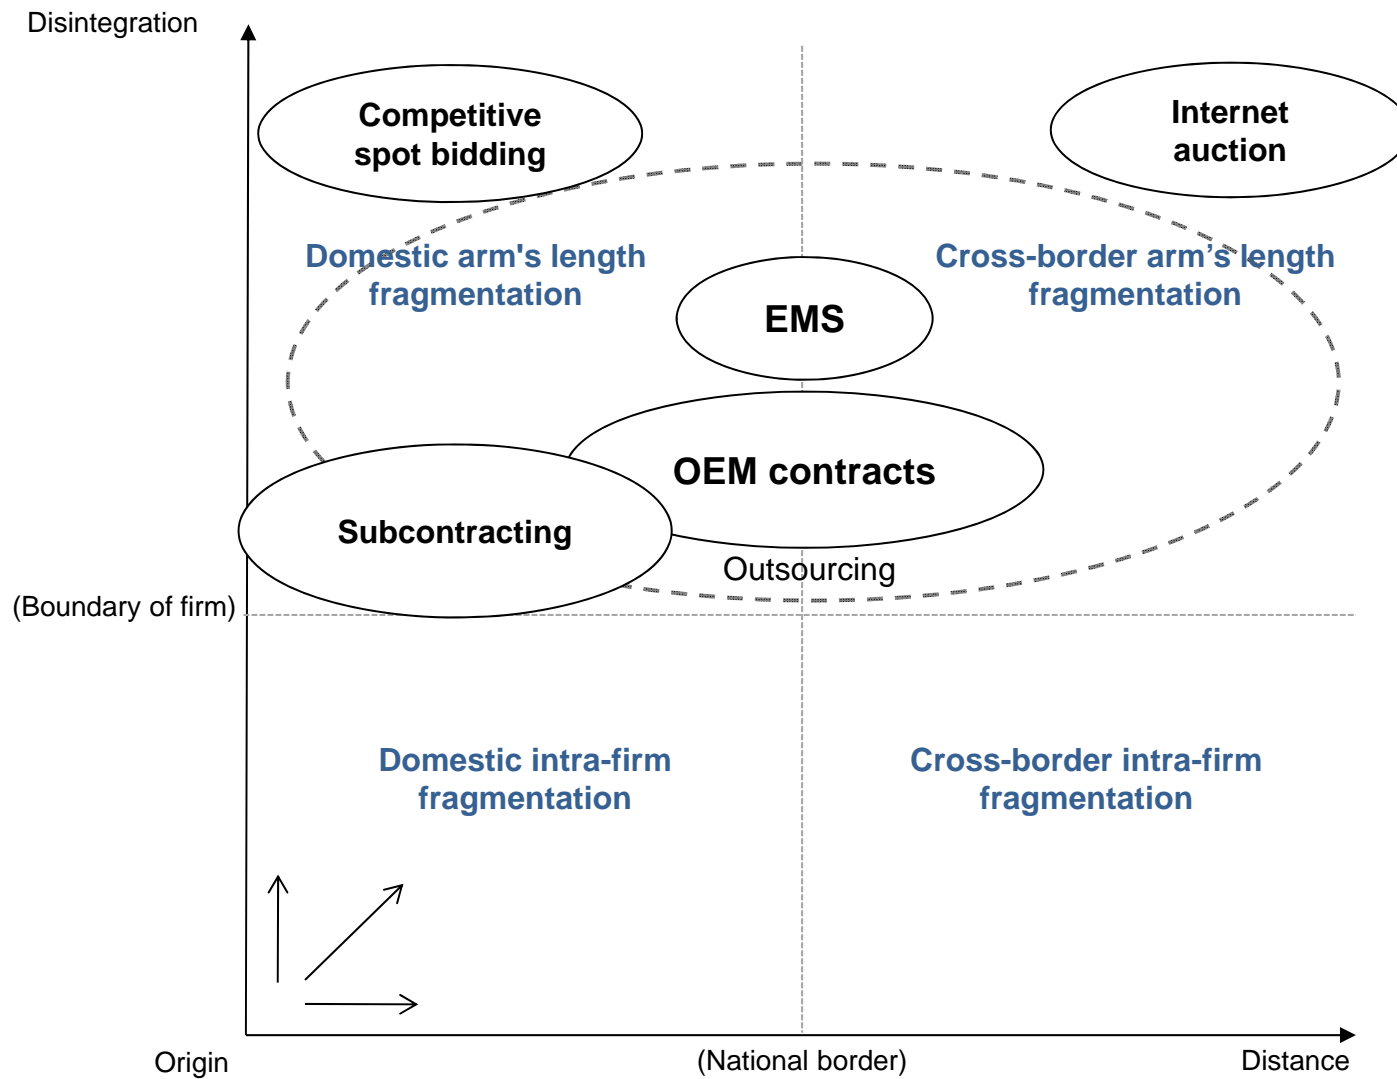 Disintegration
Competitive
spot bidding
Internet
auction
Domestic arm's length
fragmentation
Cross-border arm’s length
fragmentation
EMS
OEM contracts
Subcontracting
Outsourcing
(Boundary of firm)
Domestic intra-firm
fragmentation
Cross-border intra-firm
fragmentation
Origin
(National border)
Distance